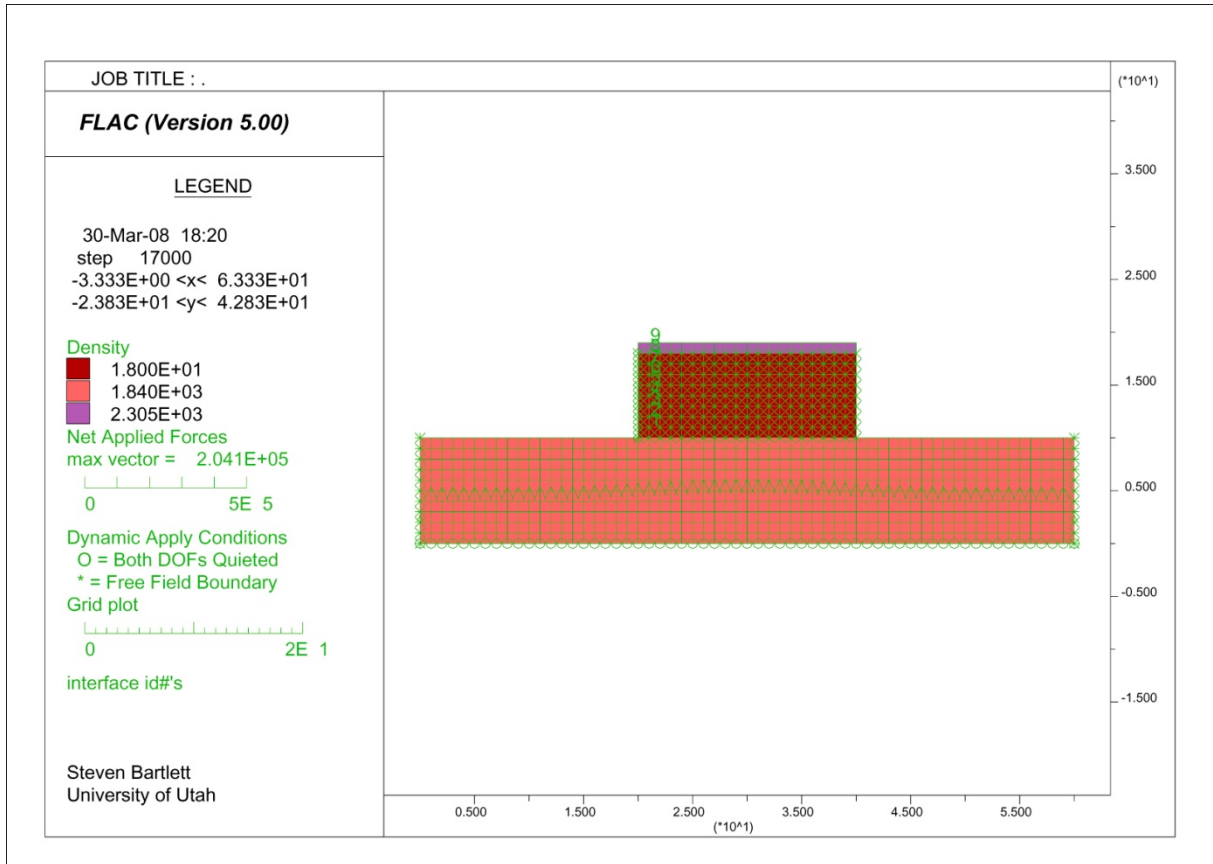 JOB TITLE : .
FLAC (Version 5.00)
LEGEND
30-Mar-08 18:20
step 17000
-3.333E+00 <x< 6.333E+01
-2.383E+01 <y< 4.283E+01
Density
1.800E+01
1.840E+03
2.305E+03
Net Applied Forces
max vector = 2.041E+05
0 5E 5
Dynamic Apply Conditions
O = Both DOFs Quieted
* = Free Field Boundary
Grid plot
0 2E 1
interface id#'s
Steven Bartlett
University of Utah
(*10^1)
3.500
2.500
1.500
0.500
-0.500
-1.500
0.500 1.500 2.500 3.500 4.500 5.500
(*10^1)